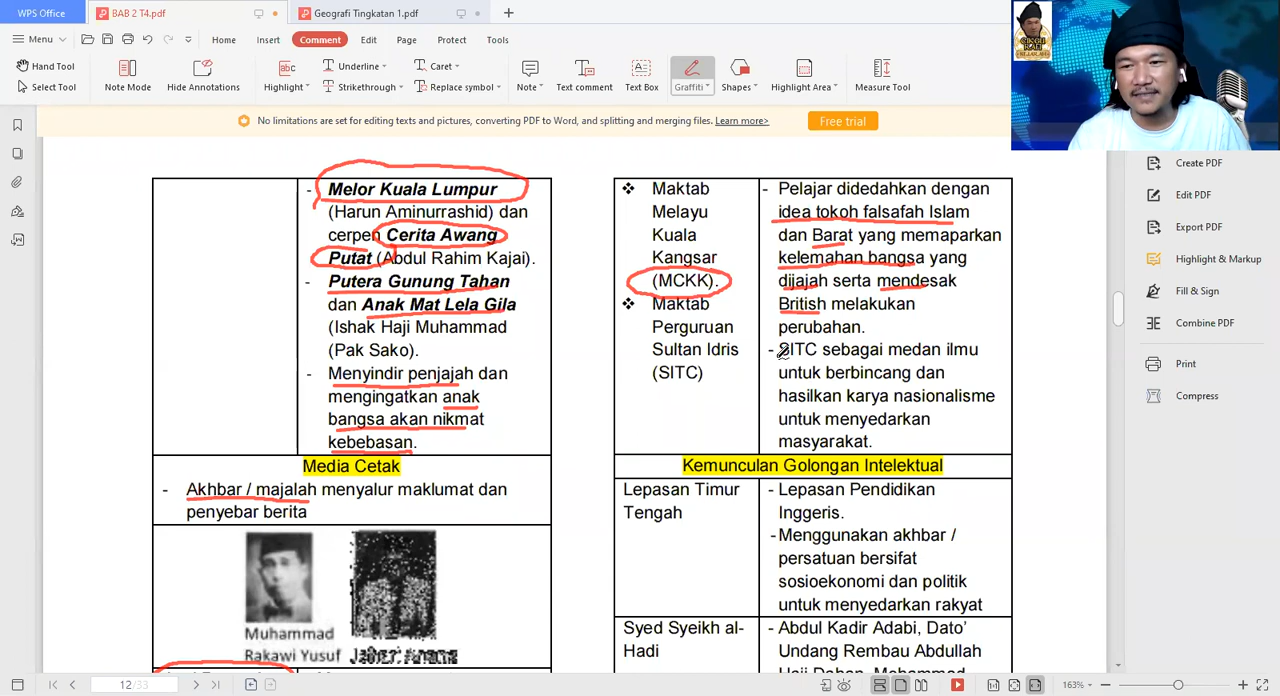 WPS Office
BAB 2 T4.pdf
Geografi Tingkatan 1.pdf
Menu
Home
Insert
Comment
Edit
Page
Protect
Tools
Hand Tool
Select Tool
Note Mode
Hide Annotations
Highlight
Underline
Strikethrough
Caret
Replace symbol
Note
Text comment
Text Box
Graffiti
Shapes
Highlight Area
Measure Tool
No limitations are set for editing texts and pictures, converting PDF to Word, and splitting and merging files. Learn more>
Free trial
- Melor Kuala Lumpur
(Harun Aminurrashid) dan
cerpen Cerita Awang
Putat (Abdul Rahim Kajai).
- Putera Gunung Tahan
dan Anak Mat Lela Gila
(Ishak Haji Muhammad
(Pak Sako).
- Menyindir penjajah dan
mengingatkan anak
bangsa akan nikmat
kebebasan.
Media Cetak
- Akhbar / majalah menyalur maklumat dan
penyebar berita
Muhammad
Rakawi Yusuf
❖ Maktab
Melayu
Kuala
Kangsar
(MCKK).
❖ Maktab
Perguruan
Sultan Idris
(SITC)
- Pelajar didedahkan dengan
idea tokoh falsafah Islam
dan Barat yang memaparkan
kelemahan bangsa yang
dijajah serta mendesak
British melakukan
perubahan.
- SITC sebagai medan ilmu
untuk berbincang dan
hasilkan karya nasionalisme
untuk menyedarkan
masyarakat.
Kemunculan Golongan Intelektual
Lepasan Timur
Tengah
- Lepasan Pendidikan
Inggeris.
- Menggunakan akhbar /
persatuan bersifat
sosioekonomi dan politik
untuk menyedarkan rakyat
Syed Syeikh al-
Hadi
- Abdul Kadir Adabi, Dato'
Undang Rembau Abdullah
Create PDF
Edit PDF
Export PDF
Highlight & Markup
Fill & Sign
Combine PDF
Print
Compress
12/33
163%